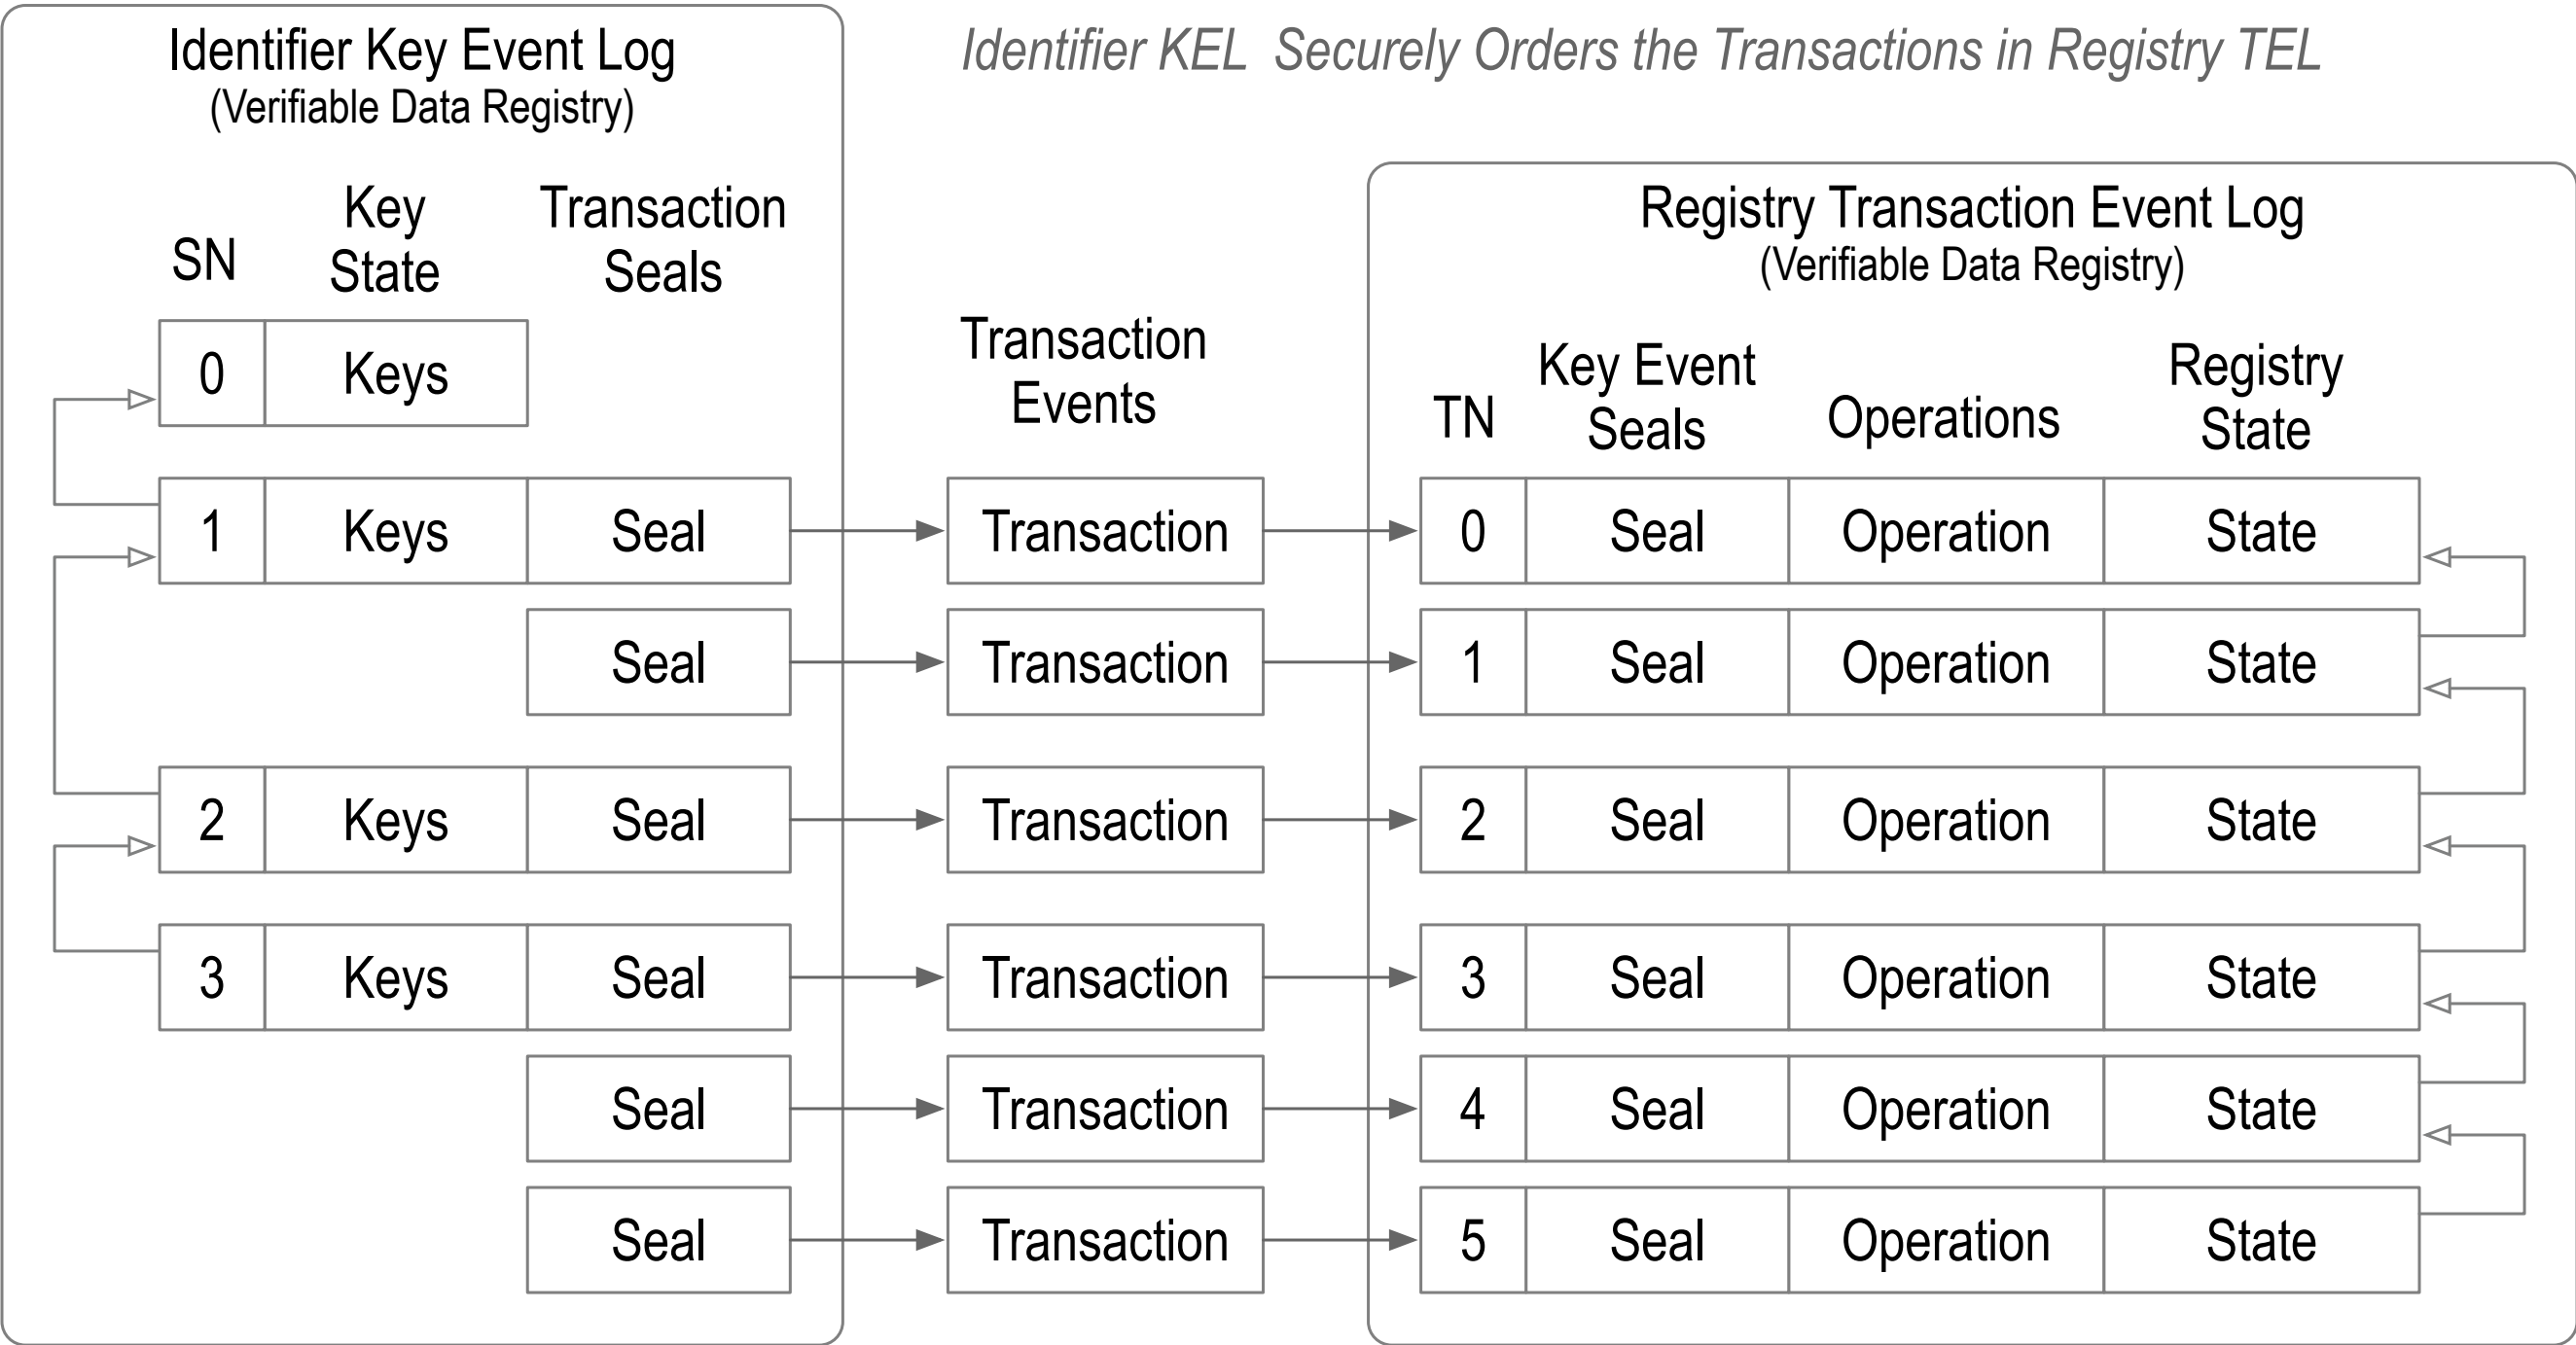 Identifier Key Event Log
(Verifiable Data Registry)
Identifier KEL Securely Orders the Transactions in Registry TEL
SN
Key
State
Transaction
Seals
0 Keys
1 Keys Seal
Seal
2 Keys Seal
3 Keys Seal
Seal
Seal
Transaction
Events
Transaction
Transaction
Transaction
Transaction
Transaction
Transaction
Registry Transaction Event Log
(Verifiable Data Registry)
TN
Key Event
Seals
Operations
Registry
State
0 Seal Operation State
1 Seal Operation State
2 Seal Operation State
3 Seal Operation State
4 Seal Operation State
5 Seal Operation State